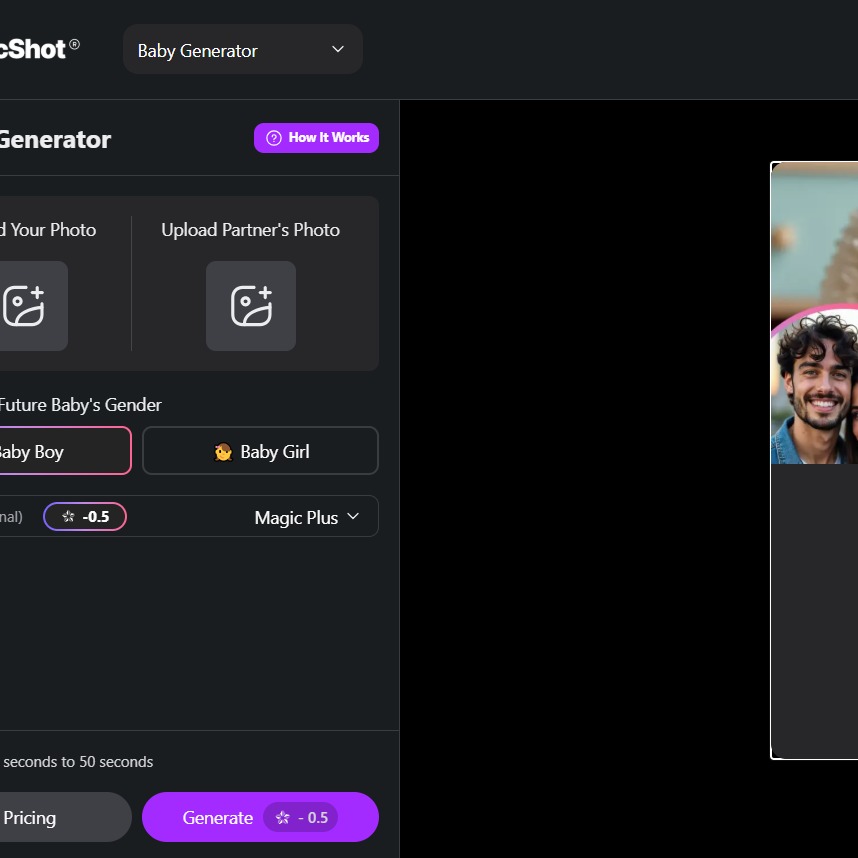 cShot®
Baby Generator
Generator
How It Works
d Your Photo
Upload Partner's Photo
Future Baby's Gender
Baby Boy
Baby Girl
nal)
-0.5
Magic Plus
seconds to 50 seconds
Pricing
Generate
- 0.5